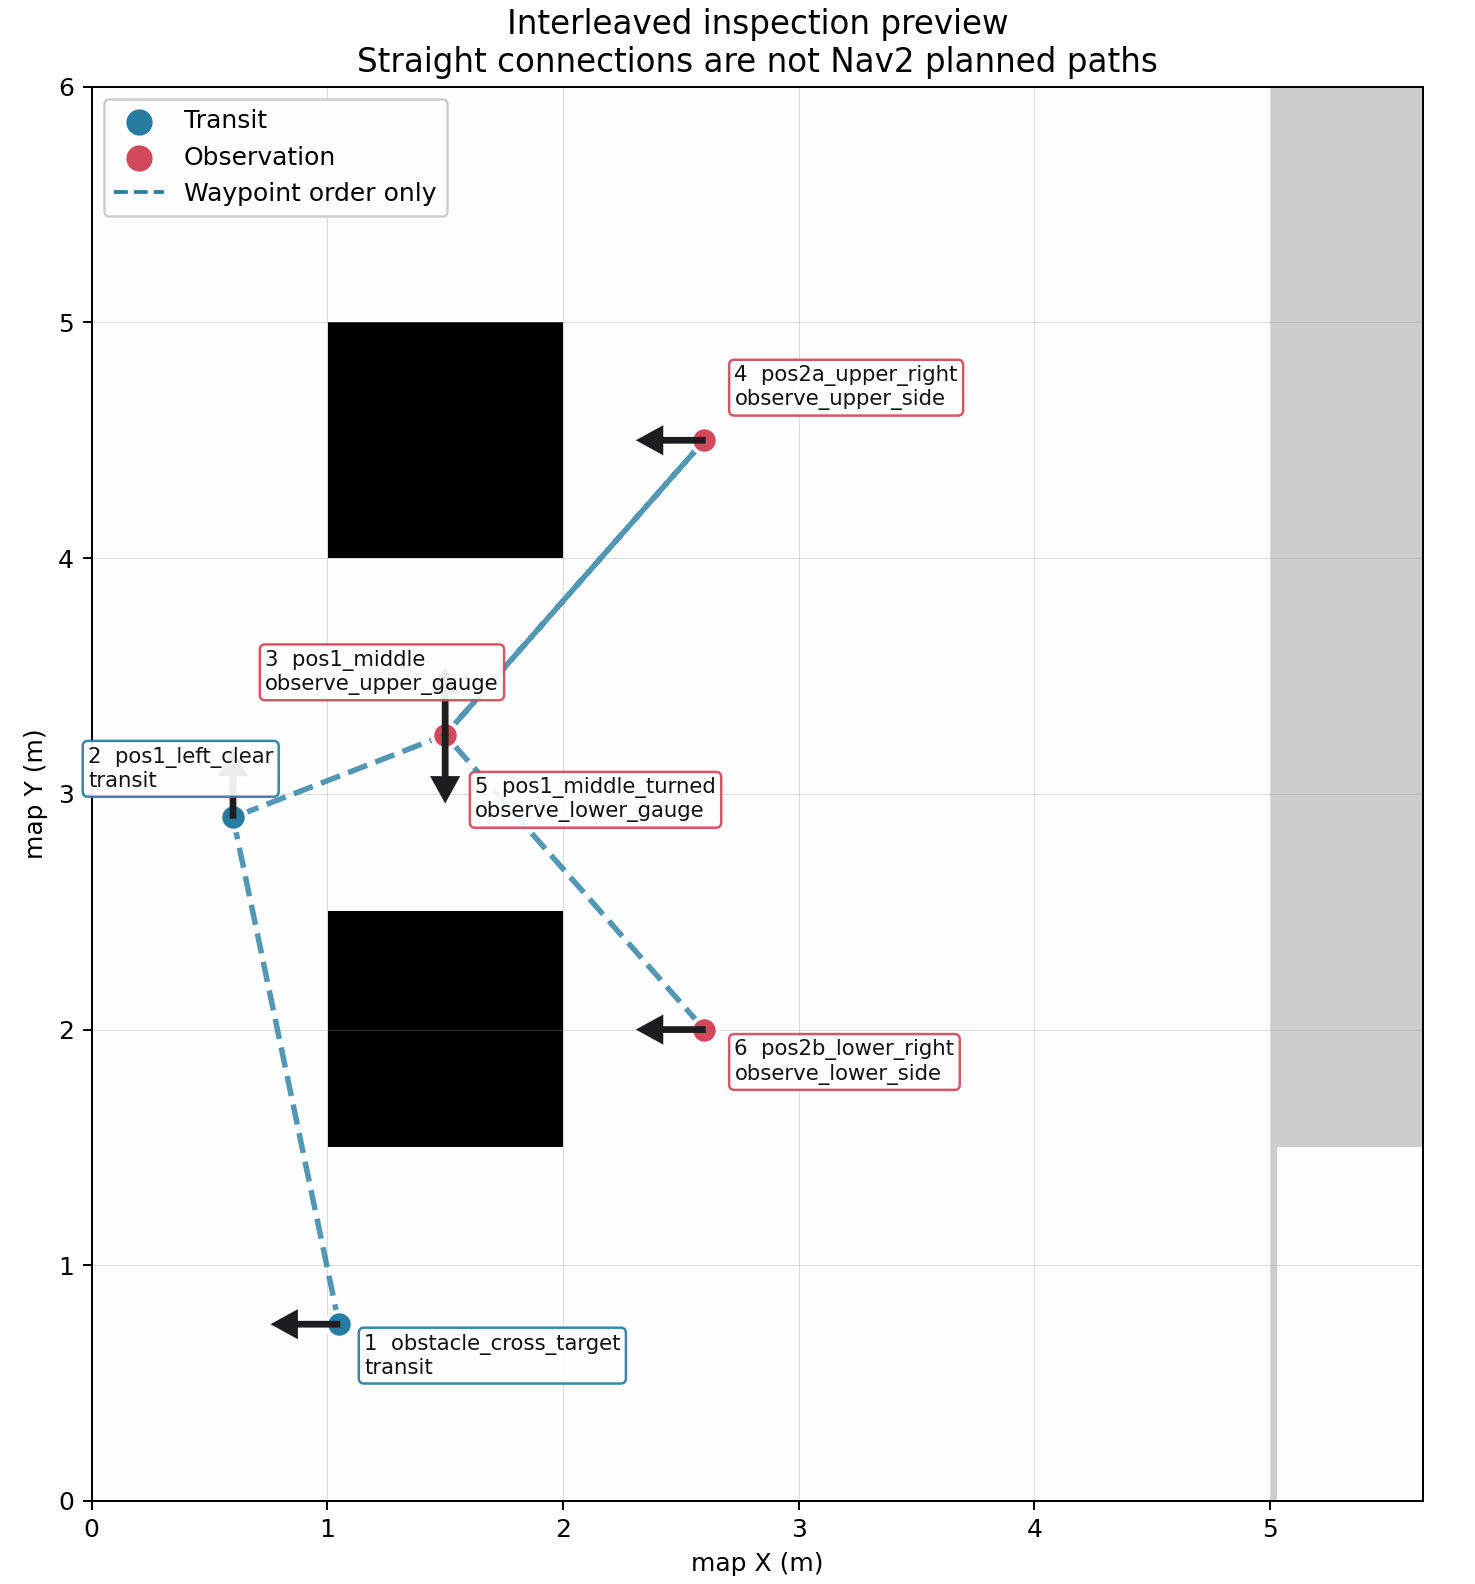 Interleaved inspection preview
Straight connections are not Nav2 planned paths
Transit
Observation
Waypoint order only
4 pos2a_upper_right
observe_upper_side
3 pos1_middle
observe_upper_gauge
2 pos1_left_clear
transit
5 pos1_middle_turned
observe_lower_gauge
6 pos2b_lower_right
observe_lower_side
1 obstacle_cross_target
transit
6
5
4
3
2
1
0
map Y (m)
0 1 2 3 4 5
map X (m)